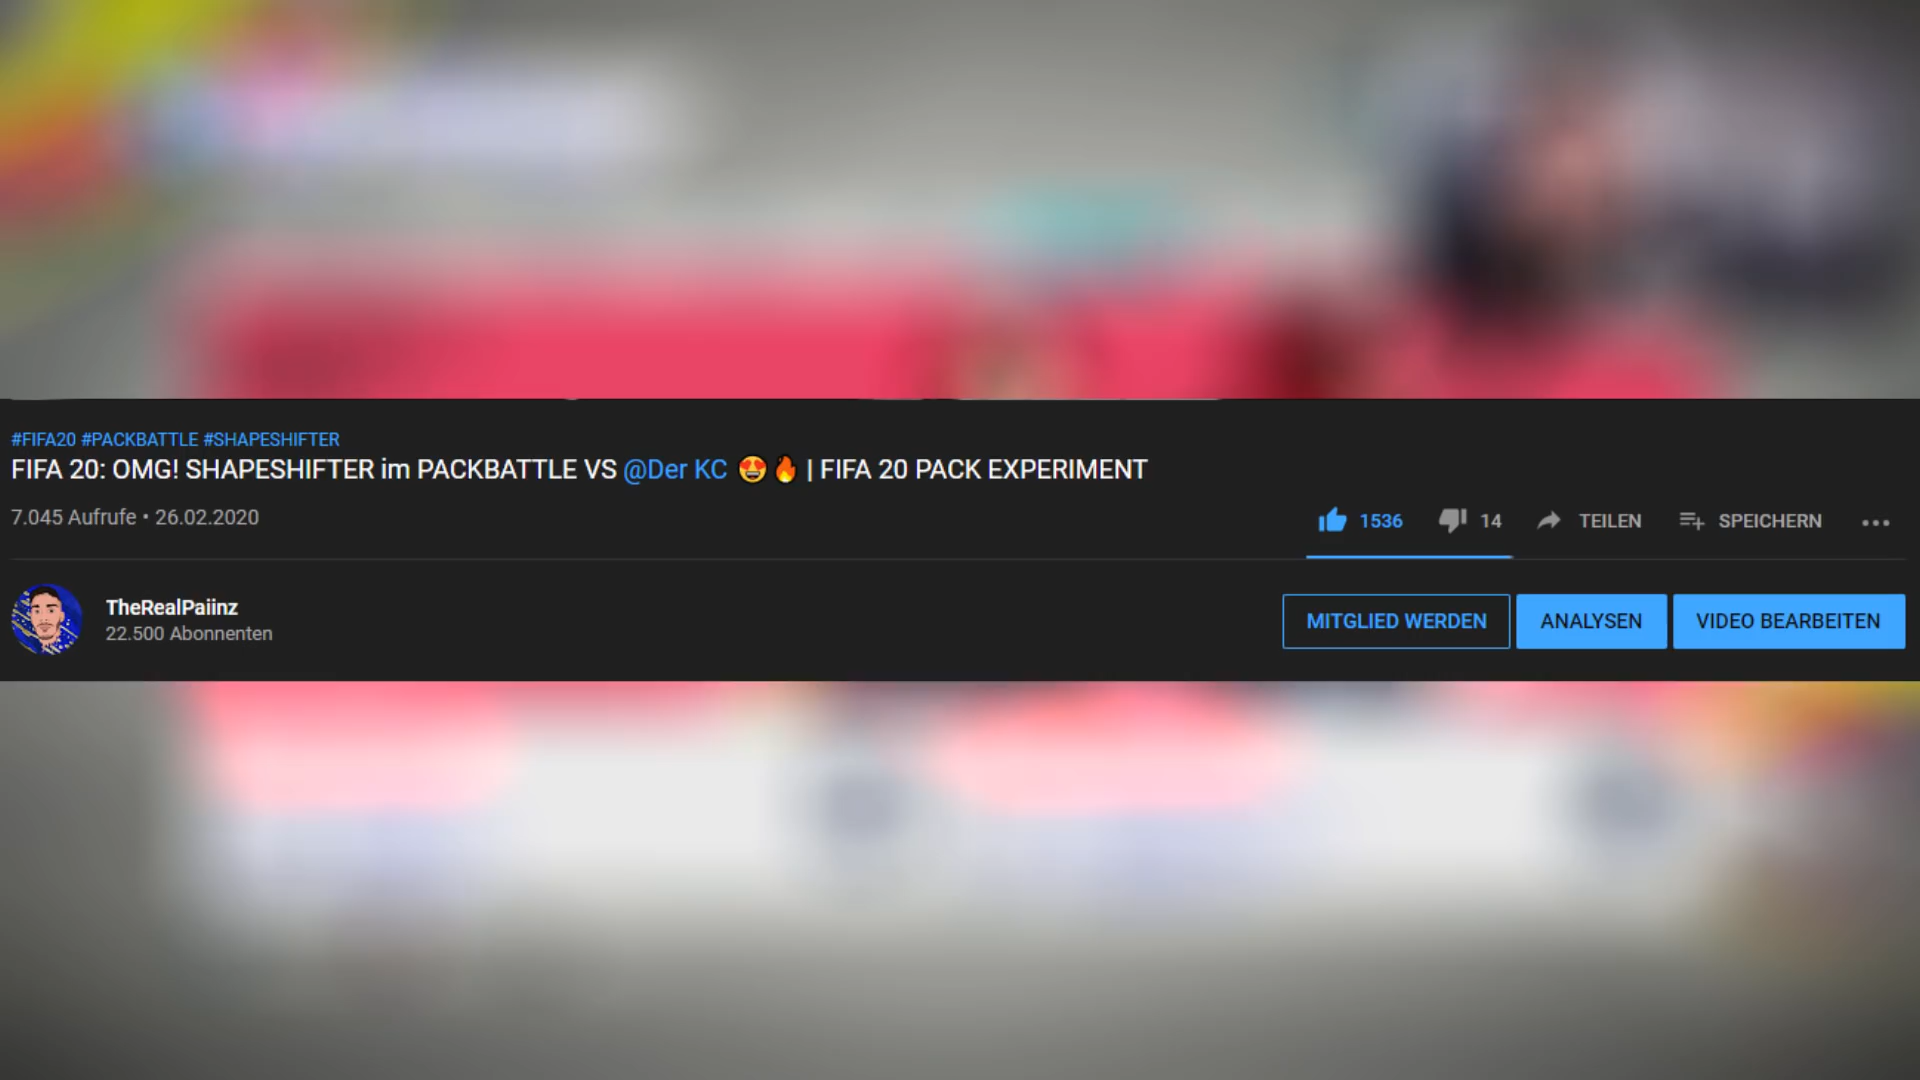 #FIFA20 #PACKBATTLE #SHAPESHIFTER
FIFA 20: OMG! SHAPESHIFTER im PACKBATTLE VS @Der KC 😍🔥 | FIFA 20 PACK EXPERIMENT
7.045 Aufrufe • 26.02.2020
1536 14 TEILEN SPEICHERN
TheRealPaiinz
22.500 Abonnenten
MITGLIED WERDEN ANALYSEN VIDEO BEARBEITEN